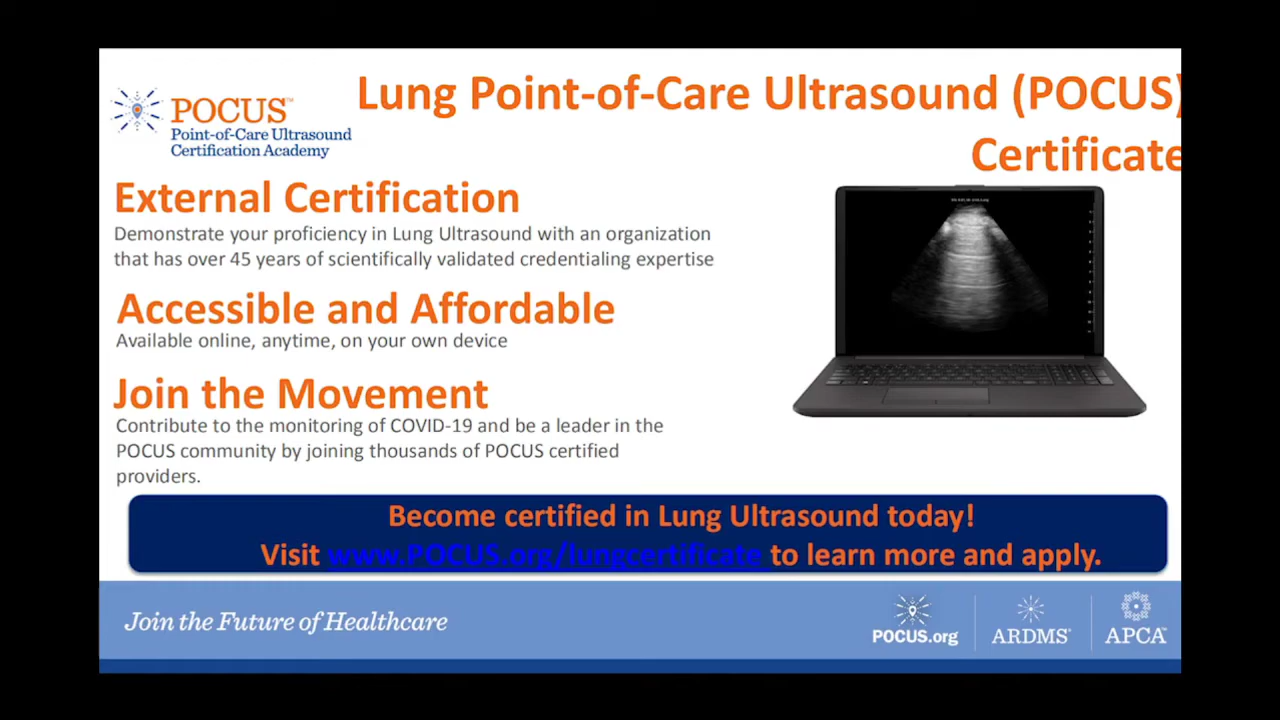 Lung Point-of-Care Ultrasound (POCUS)
Certificate
POCUS™
Point-of-Care Ultrasound
Certification Academy
External Certification
Demonstrate your proficiency in Lung Ultrasound with an organization
that has over 45 years of scientifically validated credentialing expertise
Accessible and Affordable
Available online, anytime, on your own device
Join the Movement
Contribute to the monitoring of COVID-19 and be a leader in the
POCUS community by joining thousands of POCUS certified
providers.
Become certified in Lung Ultrasound today!
Visit www.POCUS.org/lungcertificate to learn more and apply.
Join the Future of Healthcare
POCUS.org
ARDMS®
APCA™